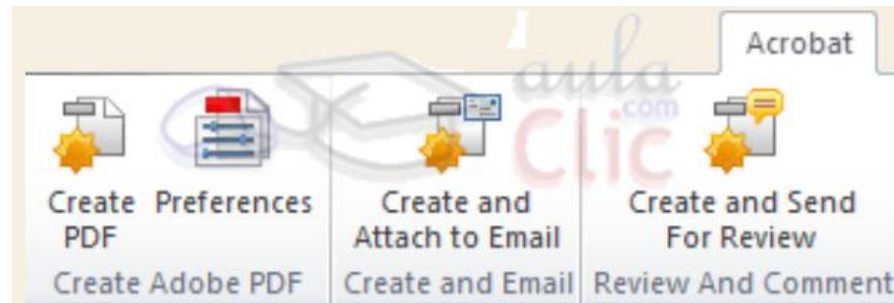 Acrobat
aula
.com
Clic
Create PDF
Preferences
Create and Attach to Email
Create and Send For Review
Create Adobe PDF
Create and Email
Review And Comment